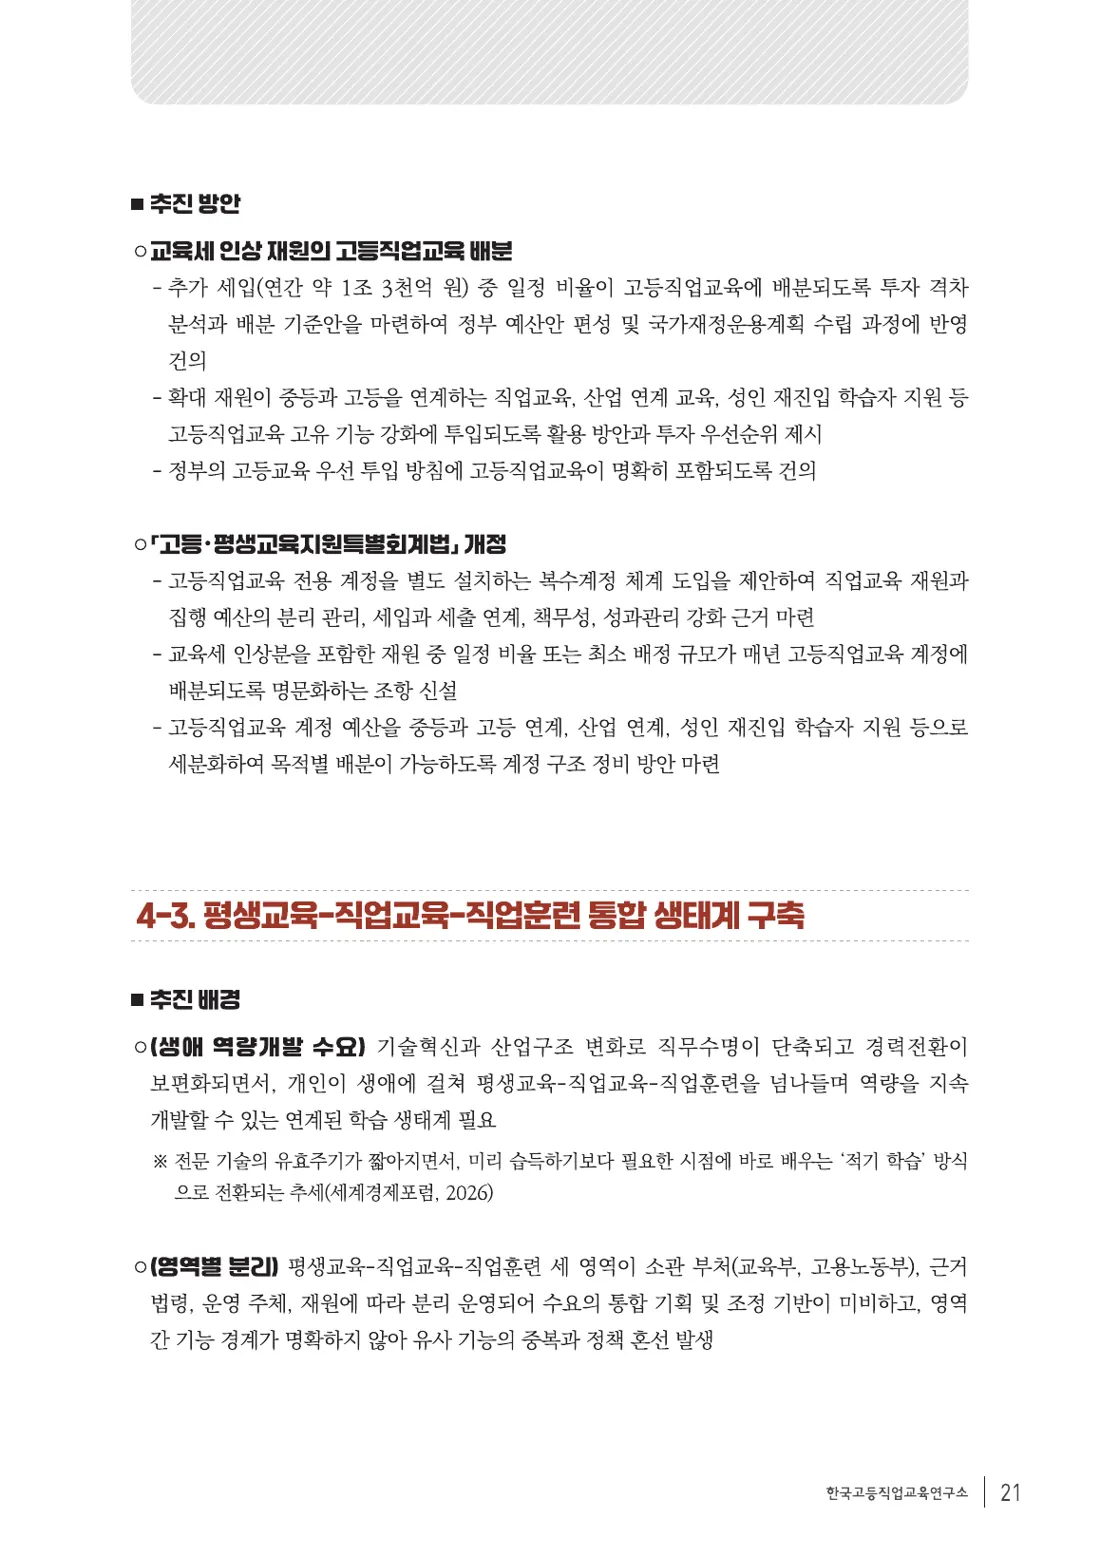 ■ 추진 방안
○ 교육세 인상 재원의 고등직업교육 배분
- 추가 세입(연간 약 1조 3천억 원) 중 일정 비율이 고등직업교육에 배분되도록 투자 격차
분석과 배분 기준안을 마련하여 정부 예산안 편성 및 국가재정운용계획 수립 과정에 반영
건의
- 확대 재원이 중등과 고등을 연계하는 직업교육, 산업 연계 교육, 성인 재진입 학습자 지원 등
고등직업교육 고유 기능 강화에 투입되도록 활용 방안과 투자 우선순위 제시
- 정부의 고등교육 우선 투입 방침에 고등직업교육이 명확히 포함되도록 건의
○ 「고등·평생교육지원특별회계법」 개정
- 고등직업교육 전용 계정을 별도 설치하는 복수계정 체계 도입을 제안하여 직업교육 재원과
집행 예산의 분리 관리, 세입과 세출 연계, 책무성, 성과관리 강화 근거 마련
- 교육세 인상분을 포함한 재원 중 일정 비율 또는 최소 배정 규모가 매년 고등직업교육 계정에
배분되도록 명문화하는 조항 신설
- 고등직업교육 계정 예산을 중등과 고등 연계, 산업 연계, 성인 재진입 학습자 지원 등으로
세분화하여 목적별 배분이 가능하도록 계정 구조 정비 방안 마련
4-3. 평생교육-직업교육-직업훈련 통합 생태계 구축
■ 추진 배경
○ (생애 역량개발 수요) 기술혁신과 산업구조 변화로 직무수명이 단축되고 경력전환이
보편화되면서, 개인이 생애에 걸쳐 평생교육-직업교육-직업훈련을 넘나들며 역량을 지속
개발할 수 있는 연계된 학습 생태계 필요
※ 전문 기술의 유효주기가 짧아지면서, 미리 습득하기보다 필요한 시점에 바로 배우는 ‘적기 학습’ 방식
으로 전환되는 추세(세계경제포럼, 2026)
○ (영역별 분리) 평생교육-직업교육-직업훈련 세 영역이 소관 부처(교육부, 고용노동부), 근거
법령, 운영 주체, 재원에 따라 분리 운영되어 수요의 통합 기획 및 조정 기반이 미비하고, 영역
간 기능 경계가 명확하지 않아 유사 기능의 중복과 정책 혼선 발생
한국고등직업교육연구소 21